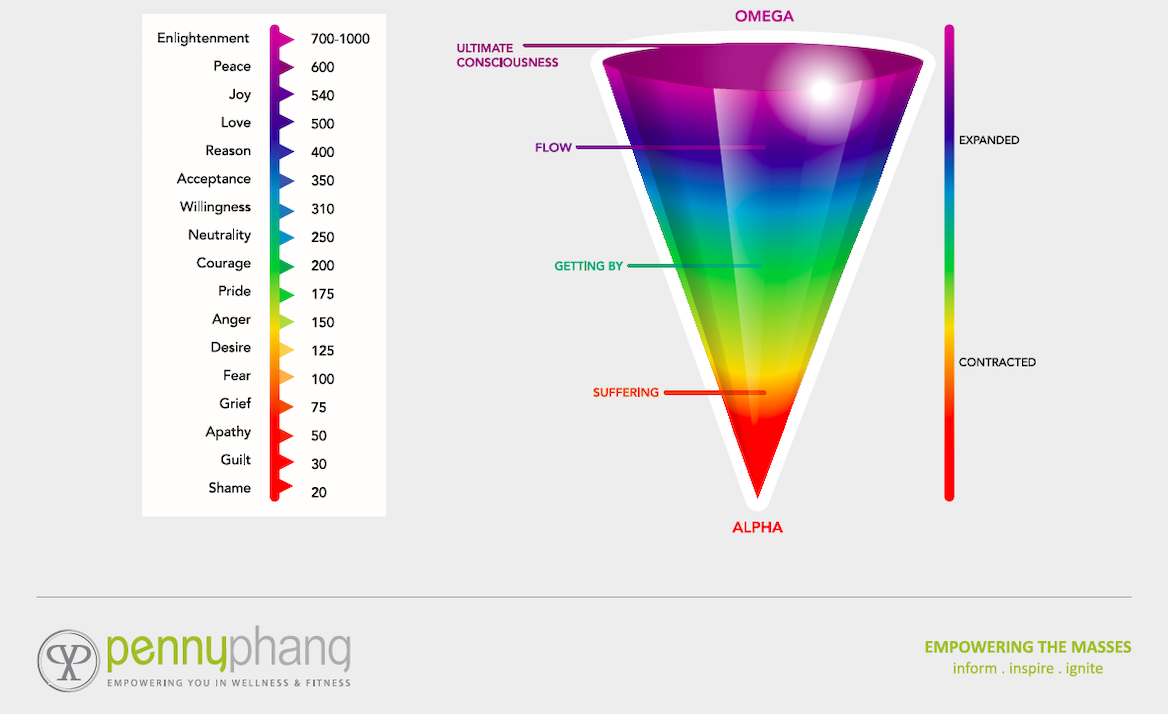 Enlightenment 700-1000
Peace 600
Joy 540
Love 500
Reason 400
Acceptance 350
Willingness 310
Neutrality 250
Courage 200
Pride 175
Anger 150
Desire 125
Fear 100
Grief 75
Apathy 50
Guilt 30
Shame 20
OMEGA
ULTIMATE
CONSCIOUSNESS
FLOW
GETTING BY
SUFFERING
ALPHA
EXPANDED
CONTRACTED
pennyphang
EMPOWERING YOU IN WELLNESS & FITNESS
EMPOWERING THE MASSES
inform . inspire . ignite